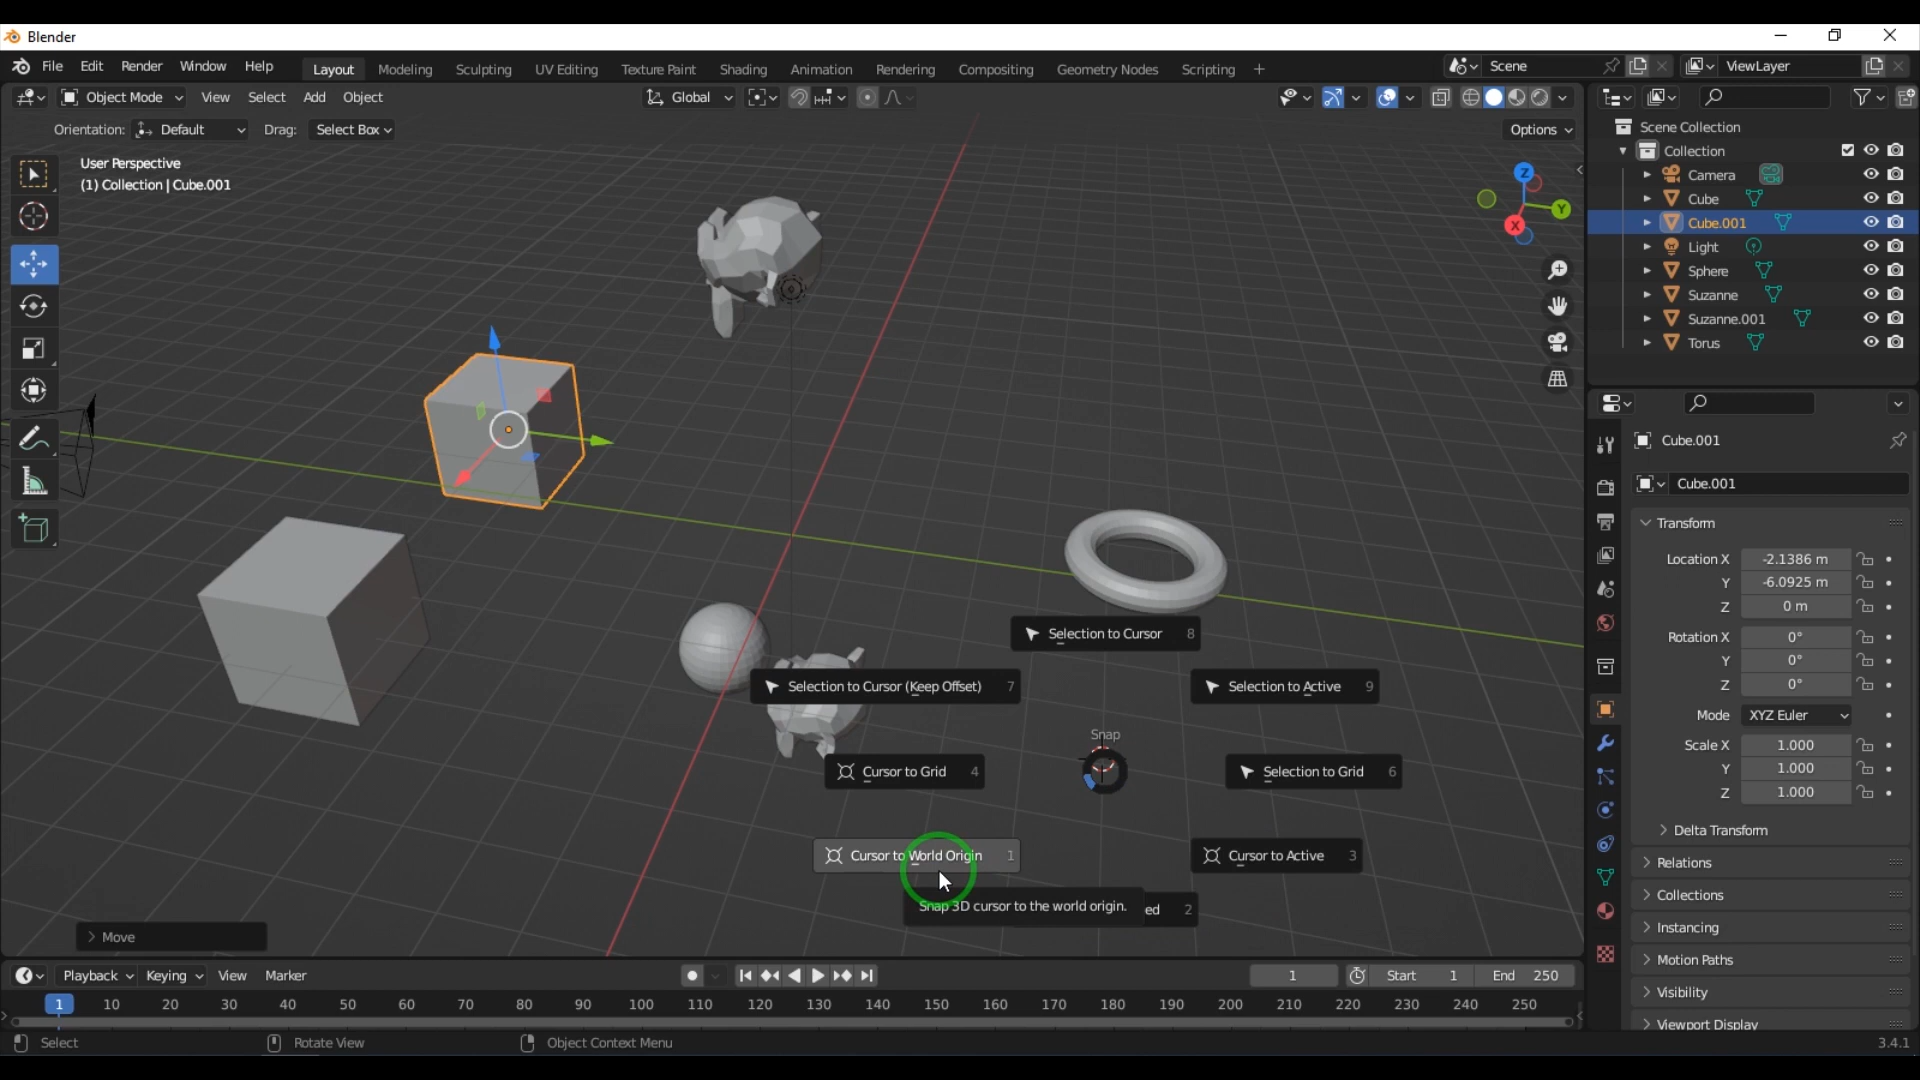 Blender
File Edit Render Window Help Layout Modeling Sculpting UV Editing Texture Paint Shading Animation Rendering Compositing Geometry Nodes Scripting + Scene ViewLayer
Object Mode View Select Add Object Global
Orientation: Default Drag: Select Box Options
User Perspective
(1) Collection | Cube.001
Z
Y
X
Scene Collection
Collection
Camera
Cube
Cube.001
Light
Sphere
Suzanne
Suzanne.001
Torus
Selection to Cursor 8
Selection to Cursor (Keep Offset) 7
Selection to Active 9
Snap
Cursor to Grid 4
Selection to Grid 6
Cursor to World Origin 1
Cursor to Active 3
Snap 3D cursor to the world origin.
ed 2
Move
Cube.001
Cube.001
Transform
Location X -2.1386 m
Y -6.0925 m
Z 0 m
Rotation X 0°
Y 0°
Z 0°
Mode XYZ Euler
Scale X 1.000
Y 1.000
Z 1.000
Delta Transform
Relations
Collections
Instancing
Motion Paths
Visibility
Viewport Display
Playback Keying View Marker 1 Start 1 End 250
1 10 20 30 40 50 60 70 80 90 100 110 120 130 140 150 160 170 180 190 200 210 220 230 240 250
Select Rotate View Object Context Menu 3.4.1